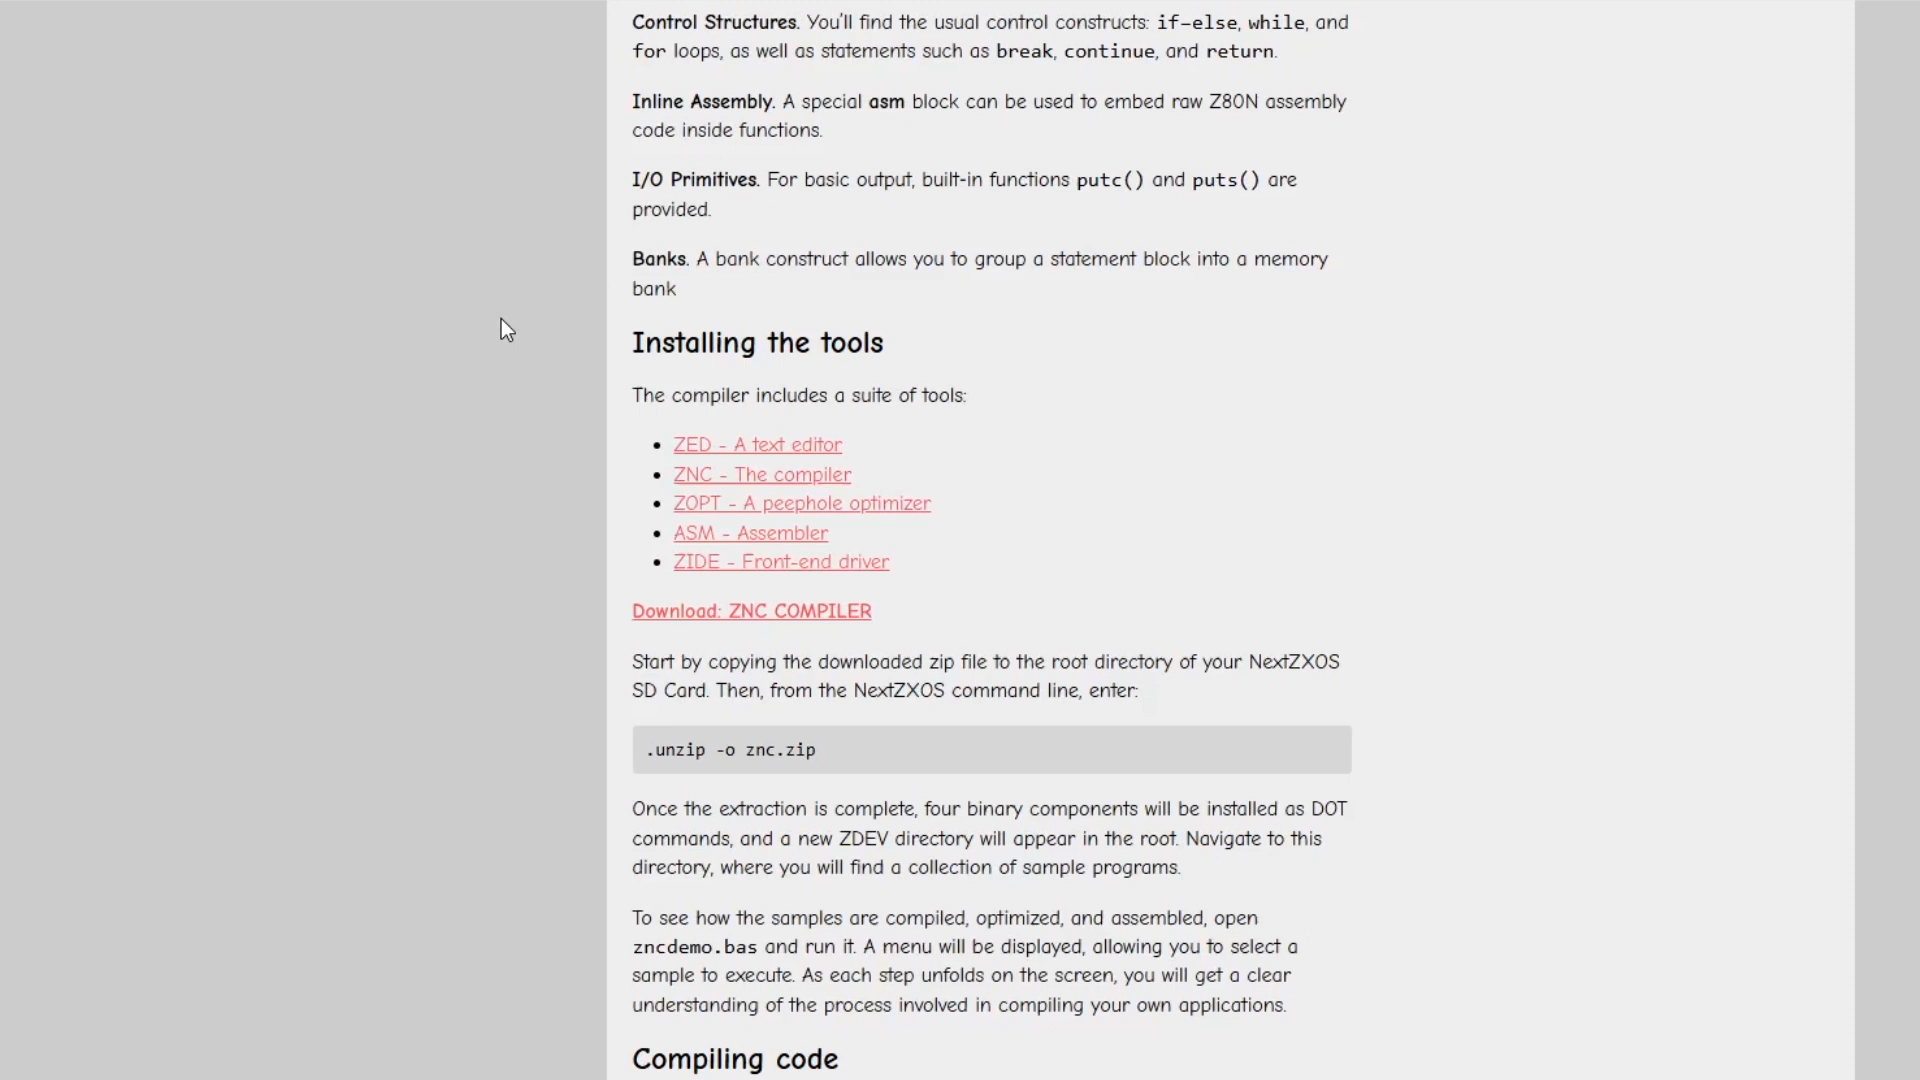 Control Structures. You'll find the usual control constructs: if-else, while, and
for loops, as well as statements such as break, continue, and return.
Inline Assembly. A special asm block can be used to embed raw Z80N assembly
code inside functions.
I/O Primitives. For basic output, built-in functions putc() and puts() are
provided.
Banks. A bank construct allows you to group a statement block into a memory
bank
Installing the tools
The compiler includes a suite of tools:
• ZED - A text editor
• ZNC - The compiler
• ZOPT - A peephole optimizer
• ASM - Assembler
• ZIDE - Front-end driver
Download: ZNC COMPILER
Start by copying the downloaded zip file to the root directory of your NextZXOS
SD Card. Then, from the NextZXOS command line, enter:
.unzip -o znc.zip
Once the extraction is complete, four binary components will be installed as DOT
commands, and a new ZDEV directory will appear in the root. Navigate to this
directory, where you will find a collection of sample programs.
To see how the samples are compiled, optimized, and assembled, open
zncdemo.bas and run it. A menu will be displayed, allowing you to select a
sample to execute. As each step unfolds on the screen, you will get a clear
understanding of the process involved in compiling your own applications.
Compiling code